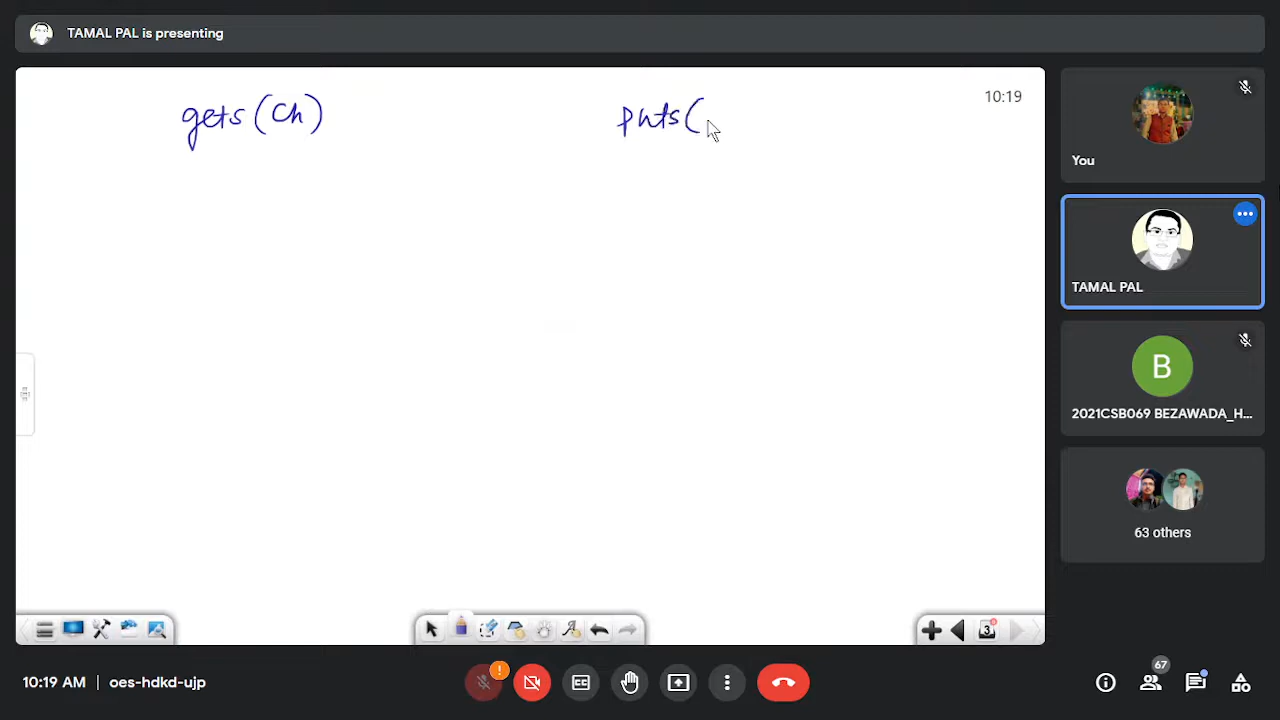 TAMAL PAL is presenting
gets (Ch)
puts (
10:19
You
TAMAL PAL
B
2021CSB069 BEZAWADA_H...
63 others
3
10:19 AM | oes-hdkd-ujp
!
67